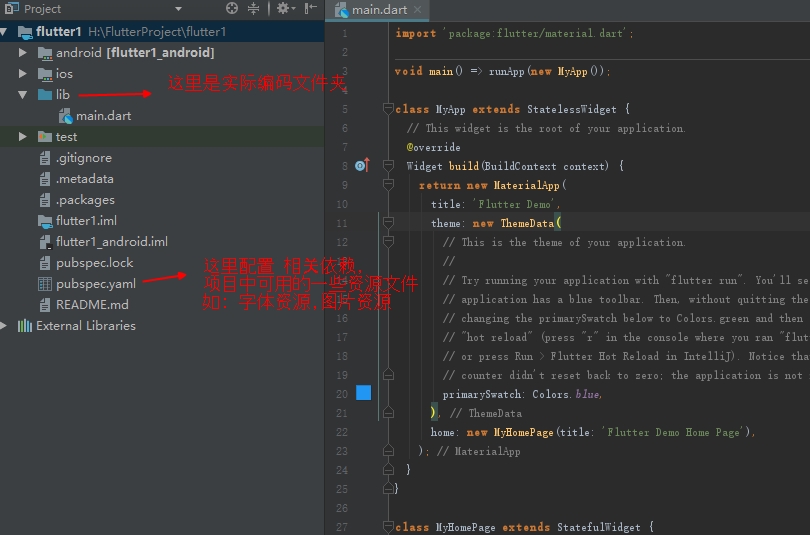 Project
main.dart
flutter1 H:\FlutterProject\flutter1
android [flutter1_android]
ios
lib
这里是实际编码文件夹
main.dart
test
.gitignore
.metadata
.packages
flutter1.iml
flutter1_android.iml
pubspec.lock
pubspec.yaml
这里配置 相关依赖,
项目中可用的一些资源文件
如: 字体资源,图片资源
README.md
External Libraries
1 import 'package:flutter/material.dart';
2
3 void main() => runApp(new MyApp());
4
5 class MyApp extends StatelessWidget {
6 // This widget is the root of your application.
7 @override
8 Widget build(BuildContext context) {
9 return new MaterialApp(
10 title: 'Flutter Demo',
11 theme: new ThemeData(
12 // This is the theme of your application.
13 //
14 // Try running your application with "flutter run". You'll se
15 // application has a blue toolbar. Then, without quitting the
16 // changing the primarySwatch below to Colors.green and then
17 // "hot reload" (press "r" in the console where you ran "flut
18 // or press Run > Flutter Hot Reload in IntelliJ). Notice tha
19 // counter didn't reset back to zero; the application is not
20 primarySwatch: Colors.blue,
21 ), // ThemeData
22 home: new MyHomePage(title: 'Flutter Demo Home Page'),
23 ); // MaterialApp
24 }
25 }
26
27 class MyHomePage extends StatefulWidget {